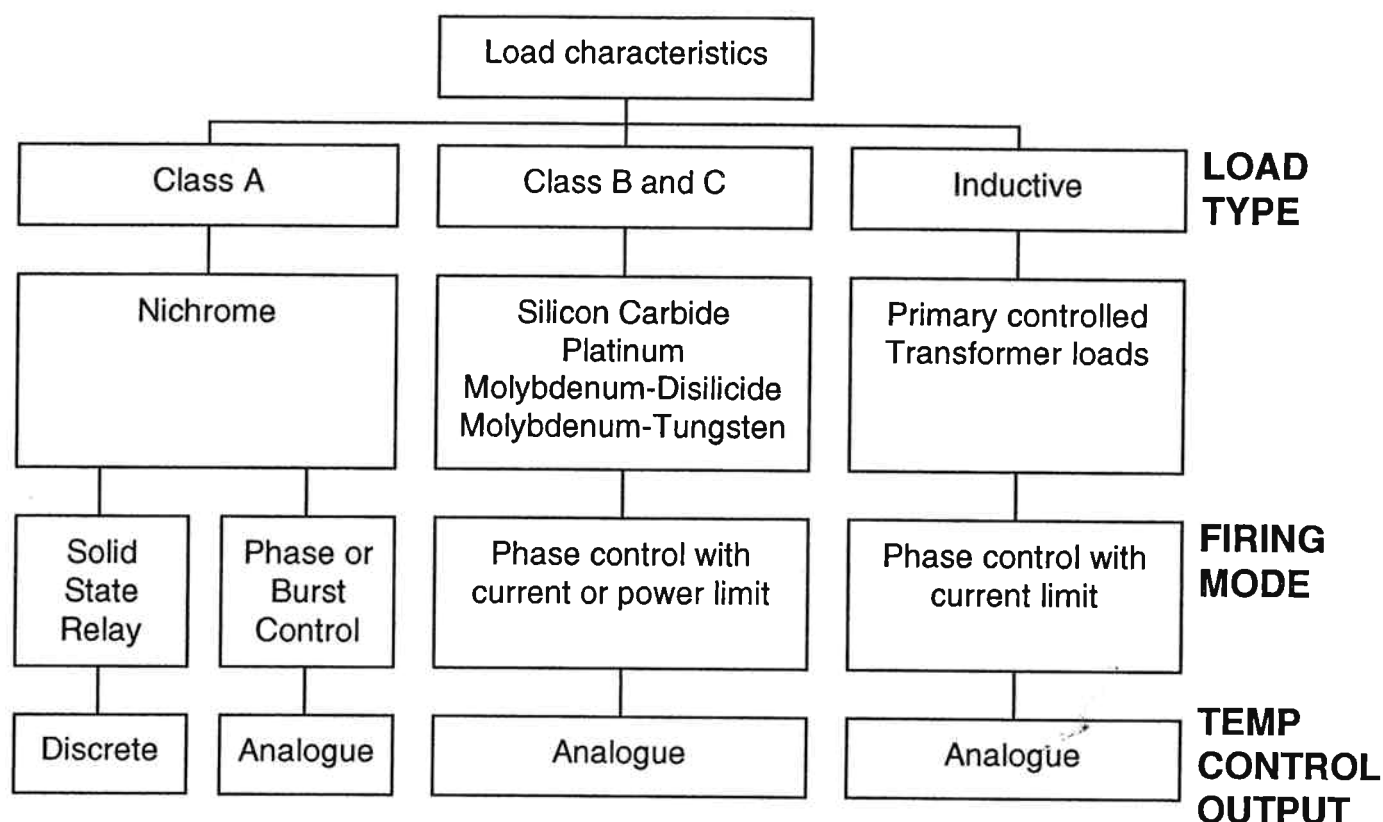 Load characteristics
Class A
Class B and C
Inductive
LOAD
TYPE
Nichrome
Silicon Carbide
Platinum
Molybdenum-Disilicide
Molybdenum-Tungsten
Primary controlled
Transformer loads
Solid
State
Relay
Phase or
Burst
Control
Phase control with
current or power limit
Phase control with
current limit
FIRING
MODE
Discrete
Analogue
Analogue
Analogue
TEMP
CONTROL
OUTPUT